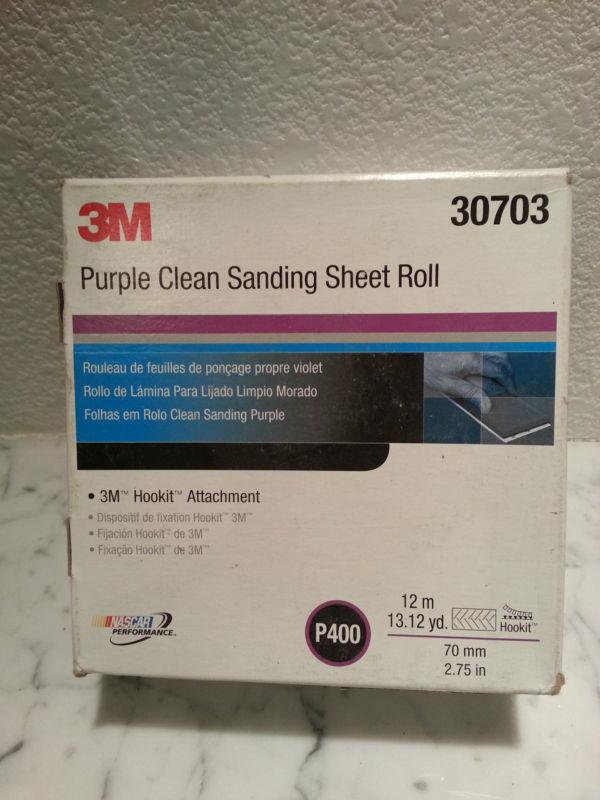 3M
30703
Purple Clean Sanding Sheet Roll
Rouleau de feuilles de ponçage propre violet
Rollo de Lámina Para Lijado Limpio Morado
Folhas em Rolo Clean Sanding Purple
• 3M™ Hookit™ Attachment
• Dispositif de fixation Hookit™ 3M™
• Fijación Hookit™ de 3M™
• Fixação Hookit™ de 3M™
NASCAR
PERFORMANCE™
P400
12 m
13.12 yd.
Hookit™
70 mm
2.75 in